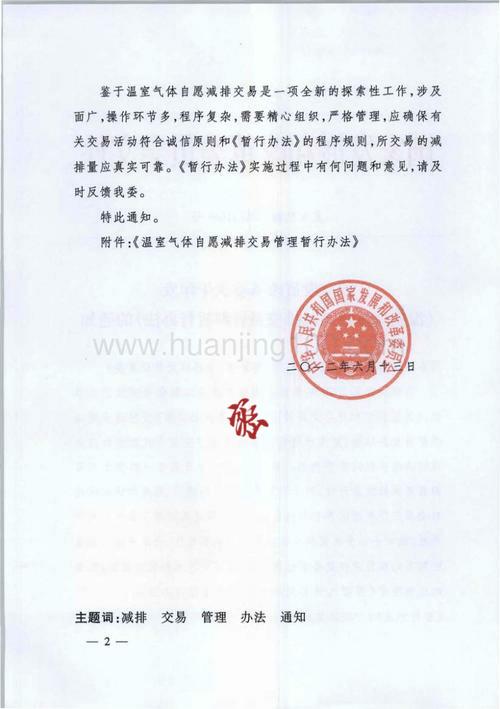 鉴于温室气体自愿减排交易是一项全新的探索性工作，涉及
面广，操作环节多，程序复杂，需要精心组织，严格管理，应确保有
关交易活动符合诚信原则和《暂行办法》的程序规则，所交易的减
排量应真实可靠。《暂行办法》实施过程中有何问题和意见，请及
时反馈我委。
特此通知。
附件：《温室气体自愿减排交易管理暂行办法》
中华人民共和国国家发展和改革委员会
www.huanjing
二〇一二年六月十三日
主题词：减排 交易 管理 办法 通知
— 2 —